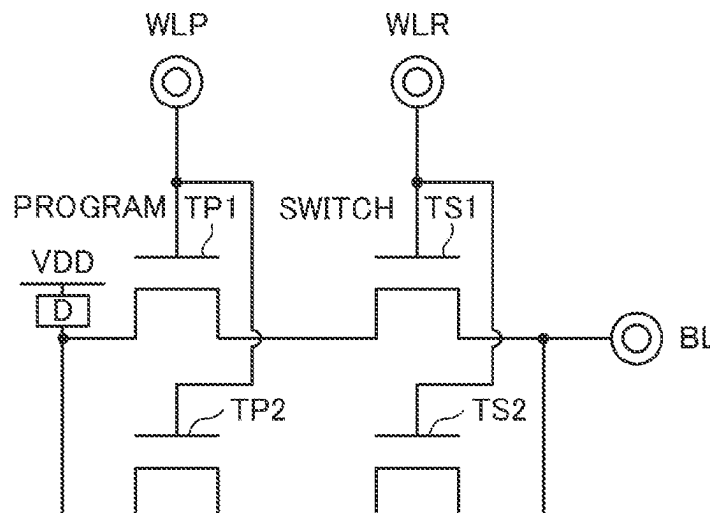 WLP WLR
PROGRAM TP1 SWITCH TS1
VDD
D
BL
TP2 TS2